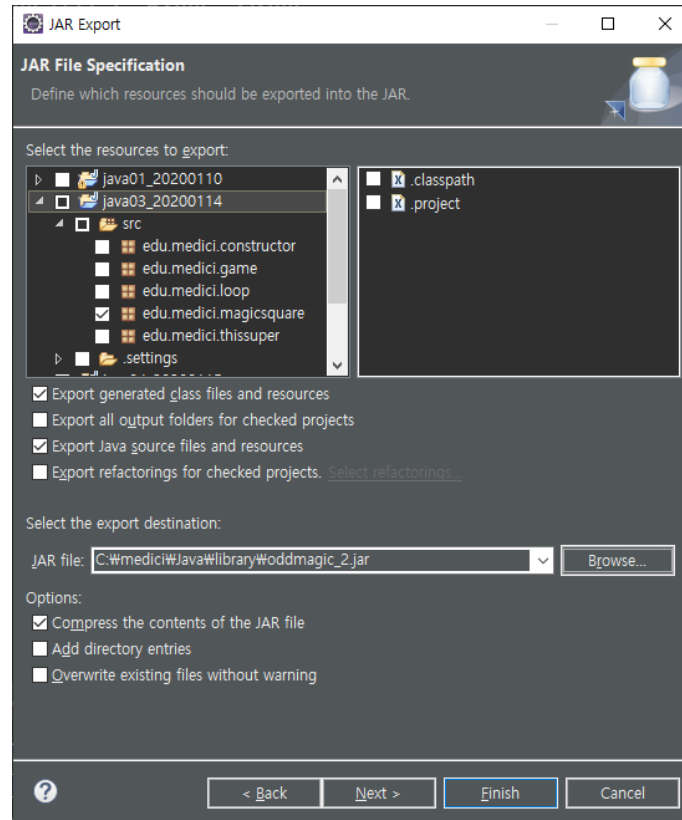 JAR Export
JAR File Specification
Define which resources should be exported into the JAR.
Select the resources to export:
java01_20200110
java03_20200114
src
edu.medici.constructor
edu.medici.game
edu.medici.loop
edu.medici.magicsquare
edu.medici.thissuper
.settings
.classpath
.project
Export generated class files and resources
Export all output folders for checked projects
Export Java source files and resources
Export refactorings for checked projects. Select refactorings...
Select the export destination:
JAR file: C:₩medici₩Java₩library₩oddmagic_2.jar Browse...
Options:
Compress the contents of the JAR file
Add directory entries
Overwrite existing files without warning
< Back Next > Finish Cancel